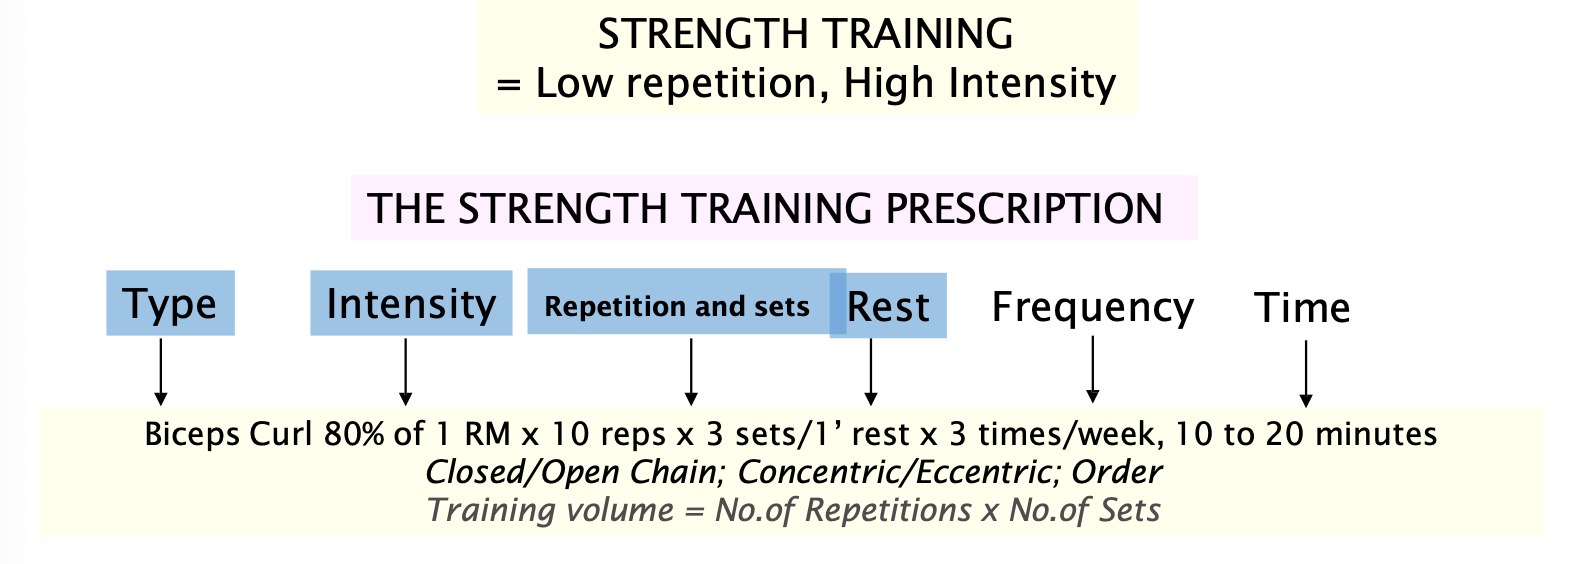 STRENGTH TRAINING
= Low repetition, High Intensity
THE STRENGTH TRAINING PRESCRIPTION
Type Intensity Repetition and sets Rest Frequency Time
Biceps Curl 80% of 1 RM x 10 reps x 3 sets/1’ rest x 3 times/week, 10 to 20 minutes
Closed/Open Chain; Concentric/Eccentric; Order
Training volume = No.of Repetitions x No.of Sets